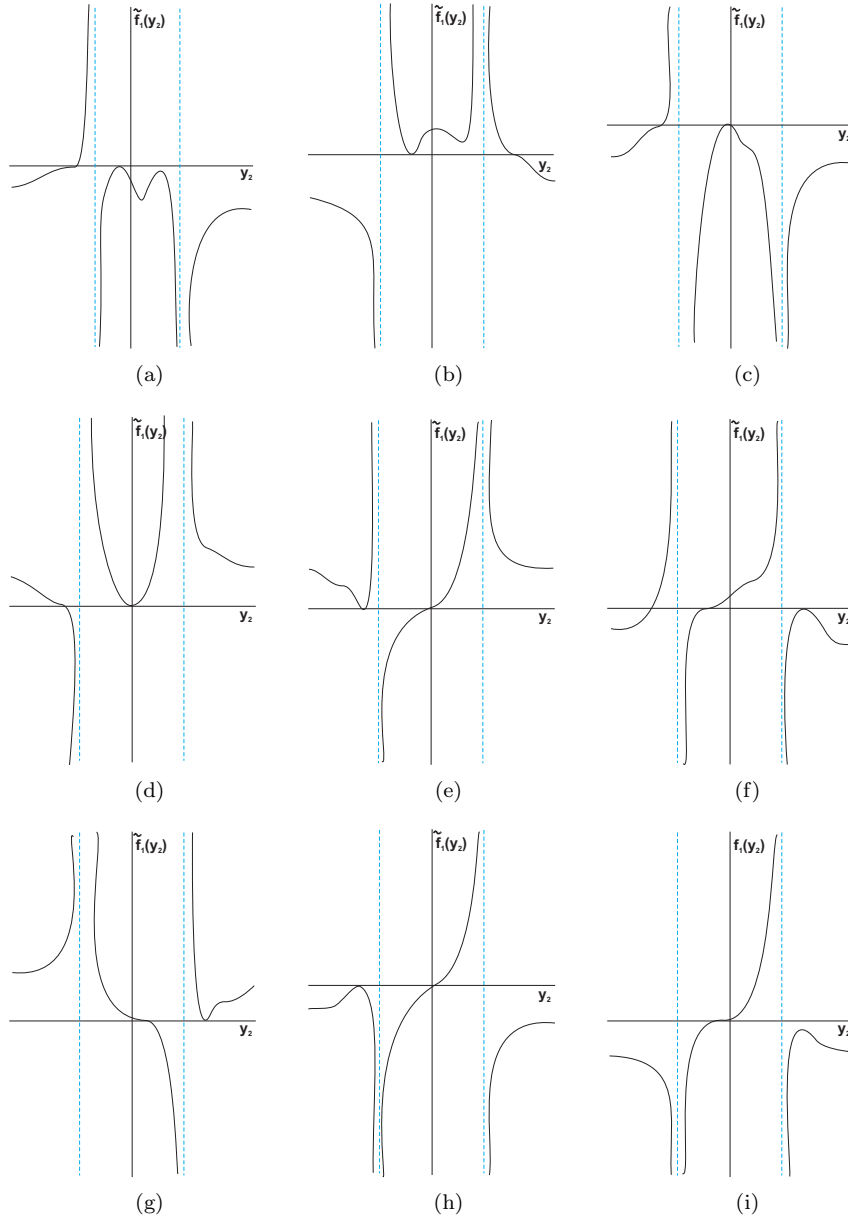 f̃₁(y₂)
y₂
(a)
f̃₁(y₂)
y₂
(b)
f̃₁(y₂)
y₂
(c)
f̃₁(y₂)
y₂
(d)
f̃₁(y₂)
y₂
(e)
f̃₁(y₂)
y₂
(f)
f̃₁(y₂)
y₂
(g)
f̃₁(y₂)
y₂
(h)
f₁(y₂)
y₂
(i)